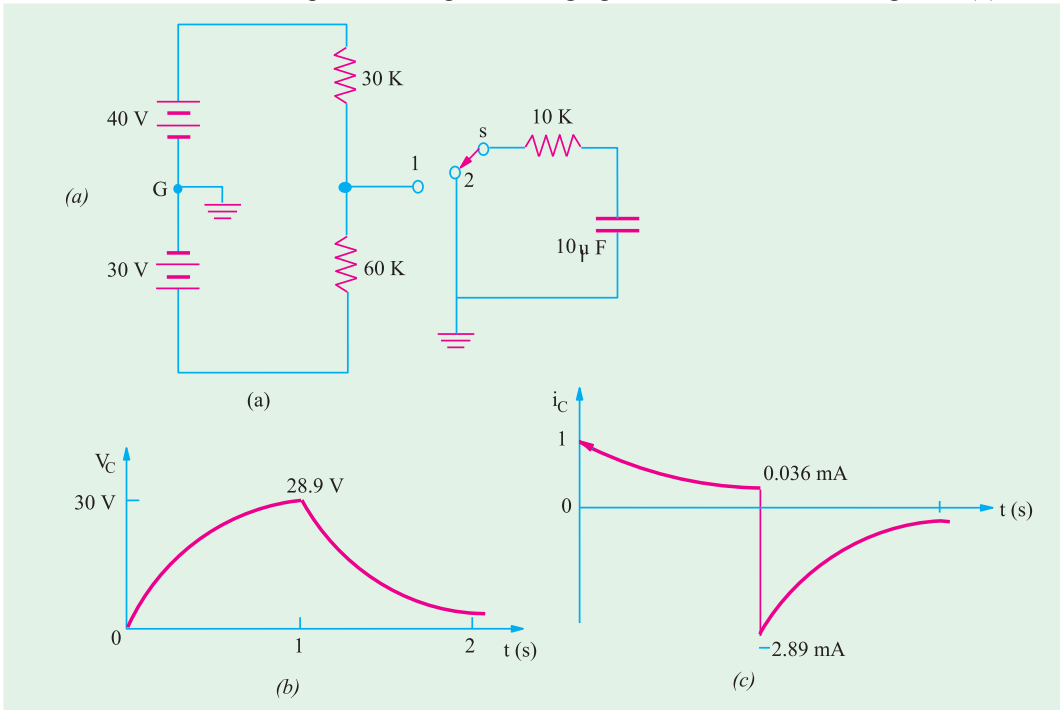 30 K
40 V
10 K
s
1
2
G
(a)
10 μ F
30 V
60 K
(a)
i_C
1
0.036 mA
0
t (s)
−2.89 mA
(c)
V_C
28.9 V
30 V
0
1
2
t (s)
(b)